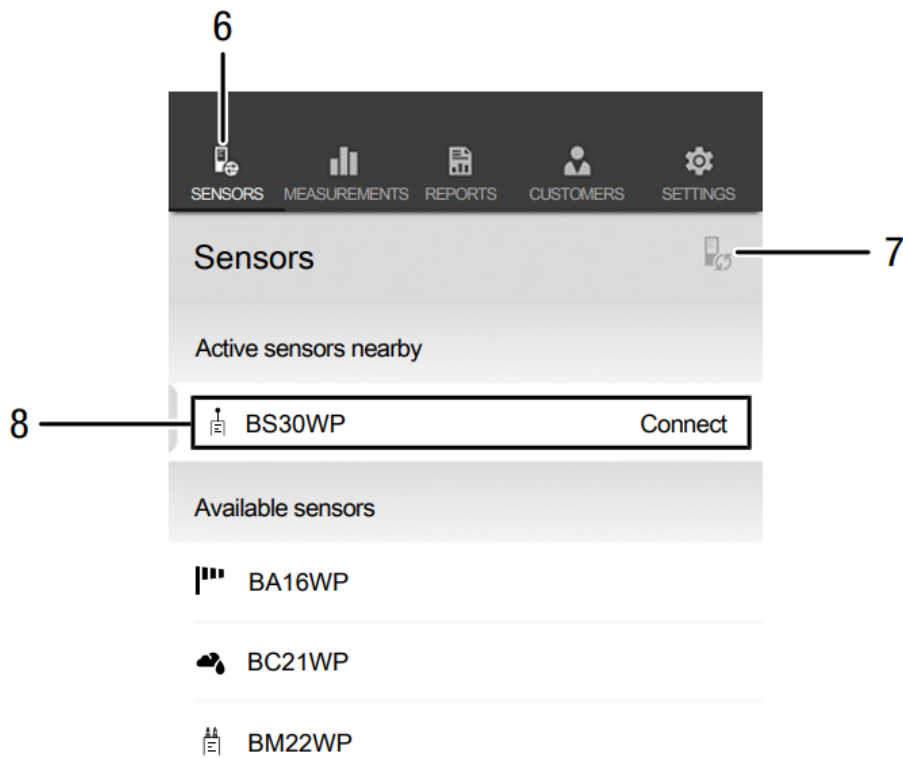 6
SENSORS MEASUREMENTS REPORTS CUSTOMERS SETTINGS
Sensors
7
Active sensors nearby
8
BS30WP Connect
Available sensors
BA16WP
BC21WP
BM22WP